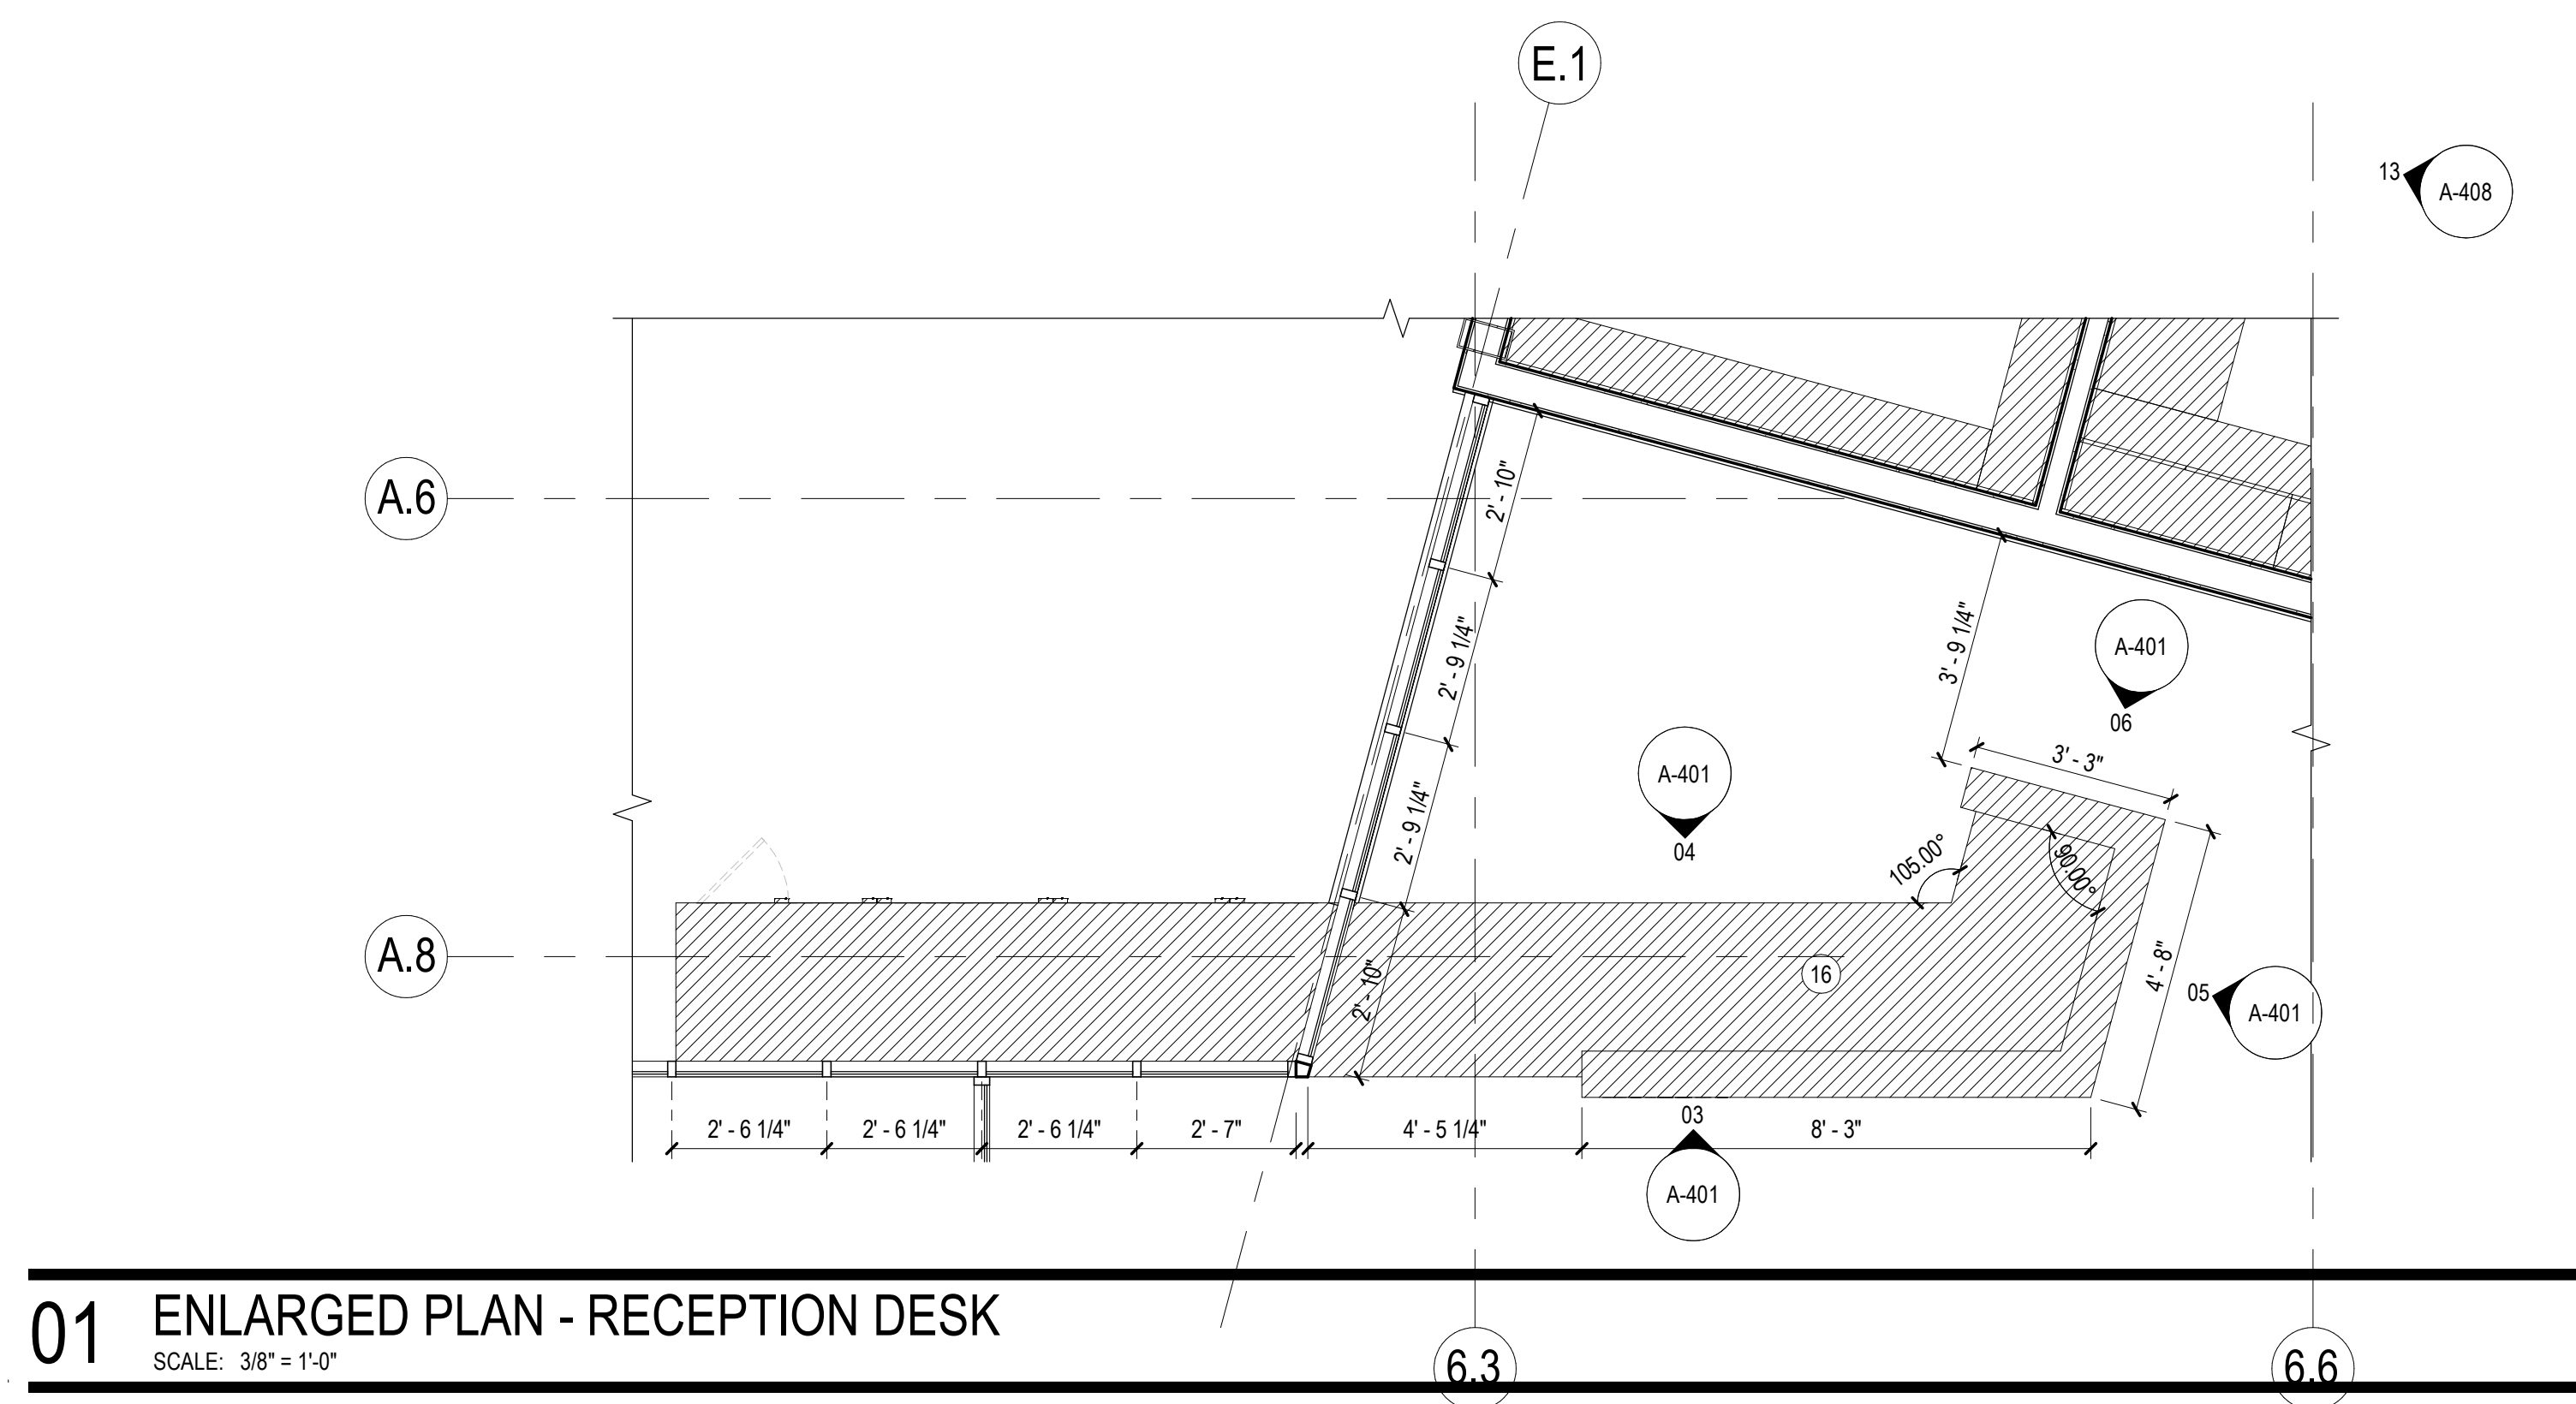 E.1
13
A-408
A.6
2' - 10"
2' - 9 1/4"
3' - 9 1/4"
A-401
06
3' - 3"
A-401
04
2' - 9 1/4"
105.00°
90.00°
A.8
2' - 10"
16
4' - 8"
05
A-401
03
2' - 6 1/4"
2' - 6 1/4"
2' - 6 1/4"
2' - 7"
4' - 5 1/4"
8' - 3"
A-401
01
ENLARGED PLAN - RECEPTION DESK
SCALE: 3/8" = 1'-0"
6.3
6.6